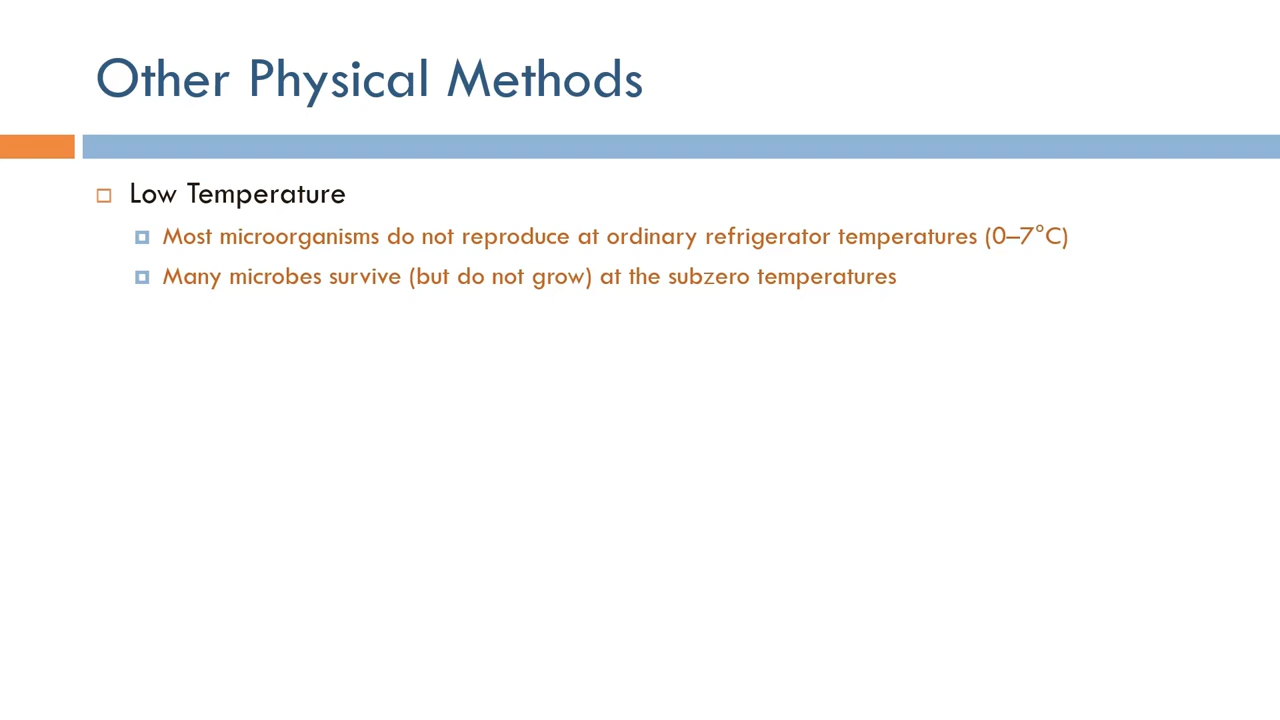 Other Physical Methods
Low Temperature
Most microorganisms do not reproduce at ordinary refrigerator temperatures (0–7°C)
Many microbes survive (but do not grow) at the subzero temperatures